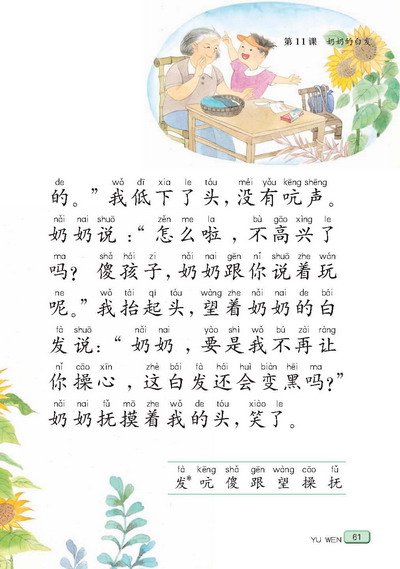 第11课 奶奶的白发
de wǒ dī xia le tóu méi yǒu kēng shēng
的。”我低下了头,没有吭声。
nǎi nai shuō zěn me la bù gāo xìng le
奶奶说:“怎么啦,不高兴了
ma shǎ hái zi nǎi nai gēn nǐ shuō zhe wán
吗?傻孩子,奶奶跟你说着玩
ne wǒ tái qǐ tóu wàng zhe nǎi nai de bái
呢。”我抬起头,望着奶奶的白
fà shuō nǎi nai yào shì wǒ bù zài ràng
发说:“奶奶,要是我不再让
nǐ cāo xīn zhè bái fà hái huì biàn hēi ma
你操心,这白发还会变黑吗?”
nǎi nai fǔ mō zhe wǒ de tóu xiào le
奶奶抚摸着我的头,笑了。
fà kēng shǎ gēn wàng cāo fǔ
发* 吭 傻 跟 望 操 抚
YU WEN 61